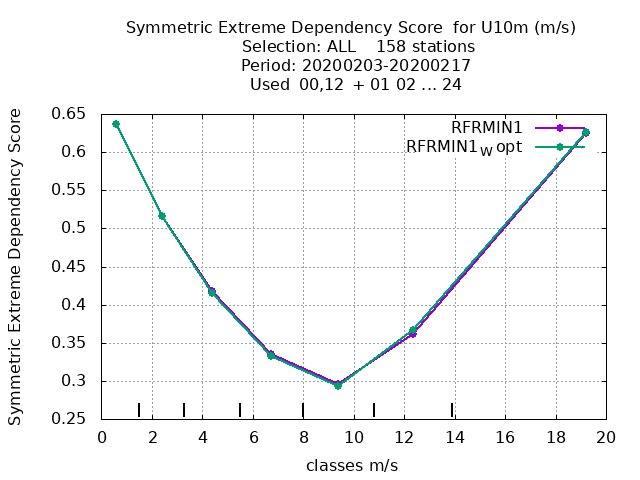 Symmetric Extreme Dependency Score  for U10m (m/s)
Selection: ALL    158 stations
Period: 20200203-20200217
Used  00,12  + 01 02 ... 24
Symmetric Extreme Dependency Score
0.65
0.6
0.55
0.5
0.45
0.4
0.35
0.3
0.25
RFRMIN1
RFRMIN1W opt
0 2 4 6 8 10 12 14 16 18 20
classes m/s